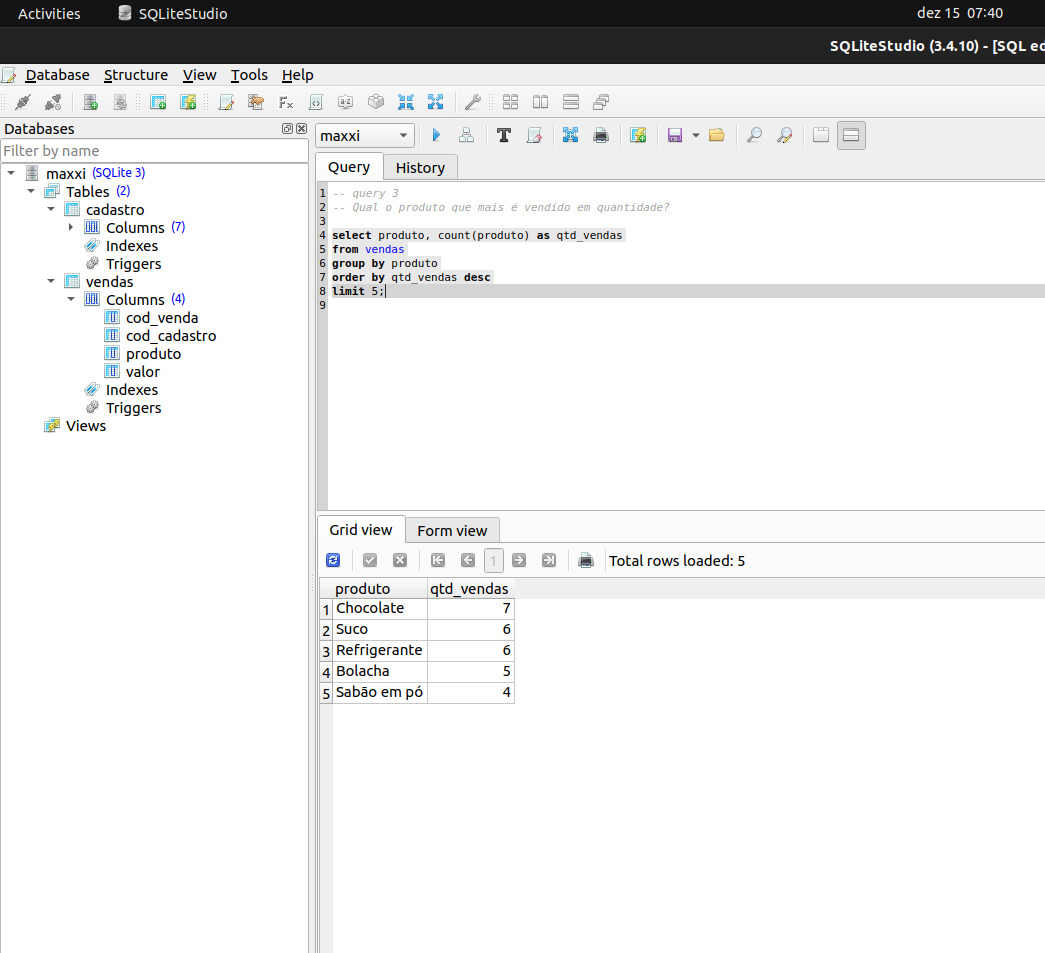 Activities SQLiteStudio dez 15 07:40
SQLiteStudio (3.4.10) - [SQL ed
Database Structure View Tools Help
Databases
Filter by name
maxxi (SQLite 3)
Tables (2)
cadastro
Columns (7)
Indexes
Triggers
vendas
Columns (4)
cod_venda
cod_cadastro
produto
valor
Indexes
Triggers
Views
maxxi
Query History
1 -- query 3
2 -- Qual o produto que mais é vendido em quantidade?
3
4 select produto, count(produto) as qtd_vendas
5 from vendas
6 group by produto
7 order by qtd_vendas desc
8 limit 5;
9
Grid view Form view
1 Total rows loaded: 5
produto qtd_vendas
1 Chocolate 7
2 Suco 6
3 Refrigerante 6
4 Bolacha 5
5 Sabão em pó 4